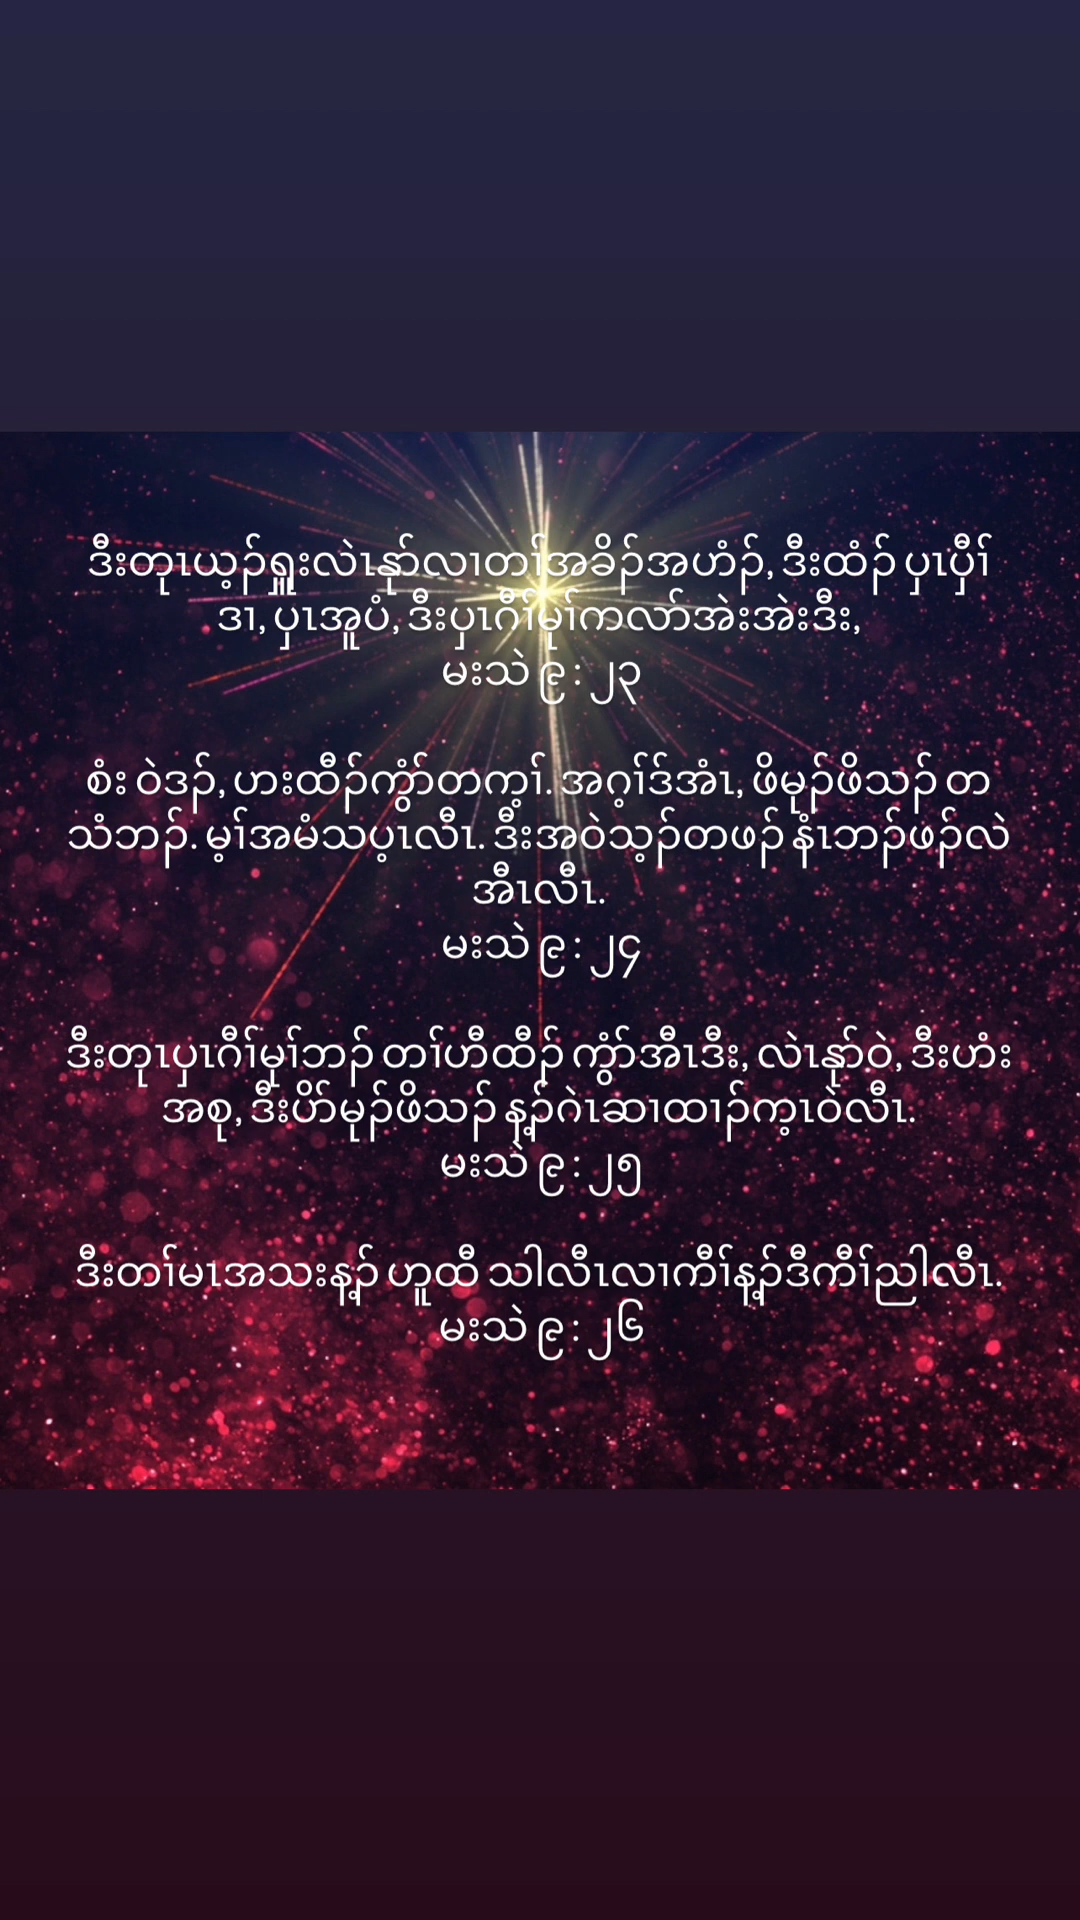 ဒီးတုၤယ့ၣ်ရှူးလဲၤနုာ်လၢတၢ်အခိၣ်အဟံၣ်, ဒီးထံၣ် ပှၤပှီၢ်
ဒၢ, ပှၤအူပံ, ဒီးပှၤဂီၢ်မုၢ်ကလာ်အဲးအဲးဒီး,
မးသဲ ၉ : ၂၃
စံး ဝဲဒၣ်, ဟးထီၣ်ကွံာ်တက့ၢ်. အဂ့ၢ်ဒ်အံၤ, ဖိမုၣ်ဖိသၣ် တ
သံဘၣ်. မ့ၢ်အမံသပ့ၤလီၤ. ဒီးအဝဲသ့ၣ်တဖၣ် နံၤဘၣ်ဖၣ်လဲ
အီၤလီၤ.
မးသဲ ၉ : ၂၄
ဒီးတုၤပှၤဂီၢ်မုၢ်ဘၣ် တၢ်ဟီထီၣ် ကွံာ်အီၤဒီး, လဲၤနုာ်ဝဲ, ဒီးဟံး
အစု, ဒီးပိာ်မုၣ်ဖိသၣ် န့ၣ်ဂဲၤဆၢထၢၣ်က့ၤဝဲလီၤ.
မးသဲ ၉ : ၂၅
ဒီးတၢ်မၤအသးန့ၣ် ဟူထီ သါလီၤလၢကီၢ်န့ၣ်ဒီကီၢ်ညါလီၤ.
မးသဲ ၉ : ၂၆